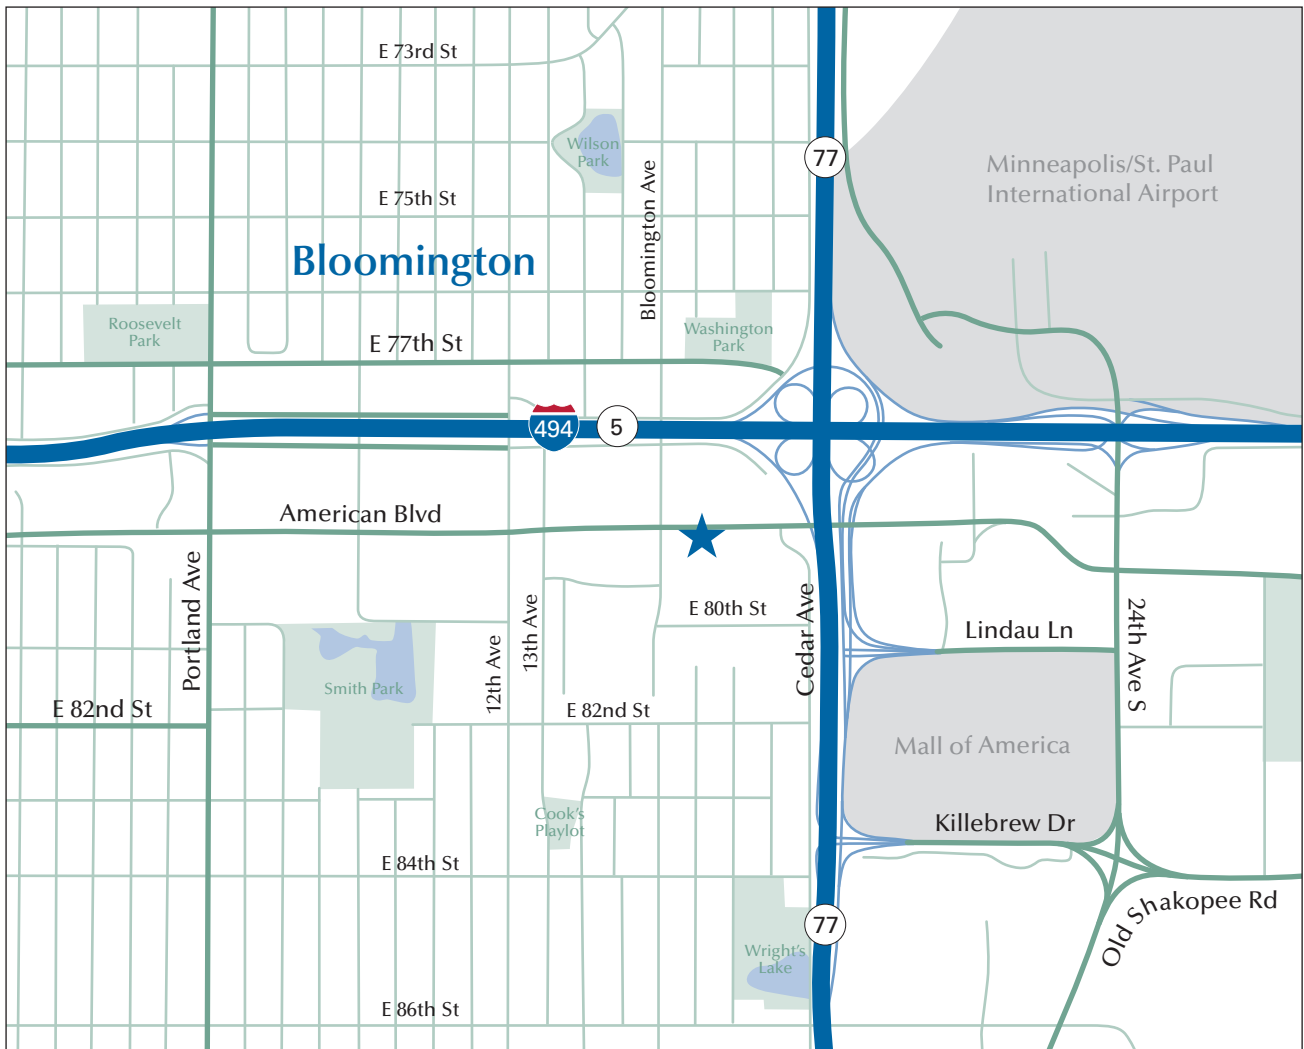 E 73rd St
77
Wilson
Park
Minneapolis/St. Paul
International Airport
E 75th St
Bloomington Ave
Bloomington
Roosevelt
Park
Washington
Park
E 77th St
494
5
American Blvd
Portland Ave
E 80th St
13th Ave
12th Ave
Cedar Ave
Lindau Ln
24th Ave S
Smith Park
E 82nd St
E 82nd St
Mall of America
Cook's
Playlot
Killebrew Dr
E 84th St
Old Shakopee Rd
77
Wright's
Lake
E 86th St